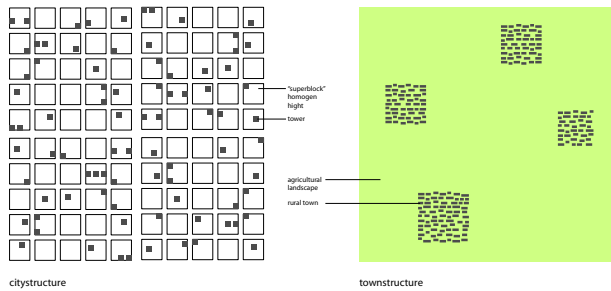 "superblock"
homogen
hight
tower
agricultural
landscape
rural town
citystructure
townstructure